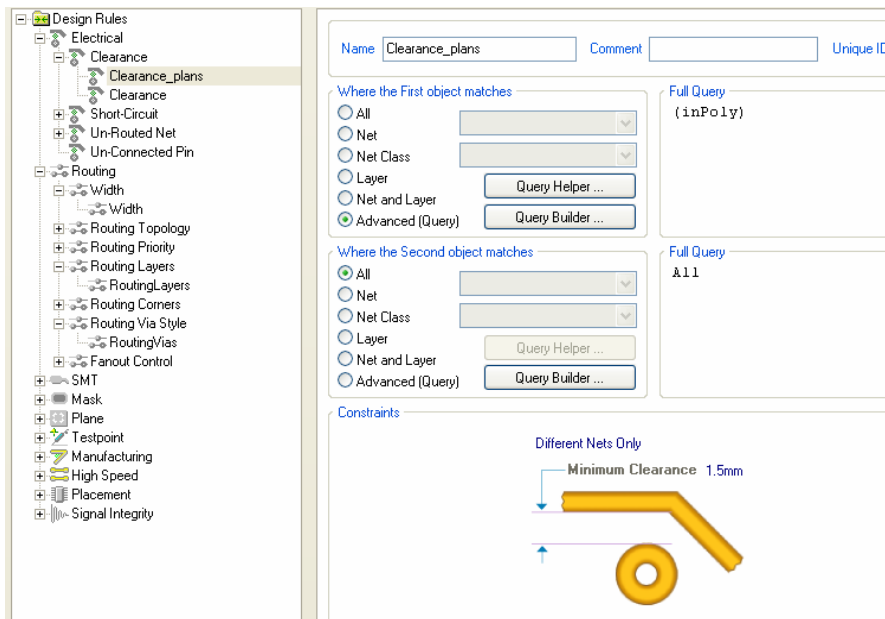 Design Rules
Electrical
Clearance
Clearance_plans
Clearance
Short-Circuit
Un-Routed Net
Un-Connected Pin
Routing
Width
Width
Routing Topology
Routing Priority
Routing Layers
RoutingLayers
Routing Corners
Routing Via Style
RoutingVias
Fanout Control
SMT
Mask
Plane
Testpoint
Manufacturing
High Speed
Placement
Signal Integrity
Name Clearance_plans Comment Unique ID
Where the First object matches
All
Net
Net Class
Layer
Net and Layer
Advanced (Query)
Query Helper ...
Query Builder ...
Full Query
(inPoly)
Where the Second object matches
All
Net
Net Class
Layer
Net and Layer
Advanced (Query)
Query Helper ...
Query Builder ...
Full Query
All
Constraints
Different Nets Only
Minimum Clearance 1.5mm